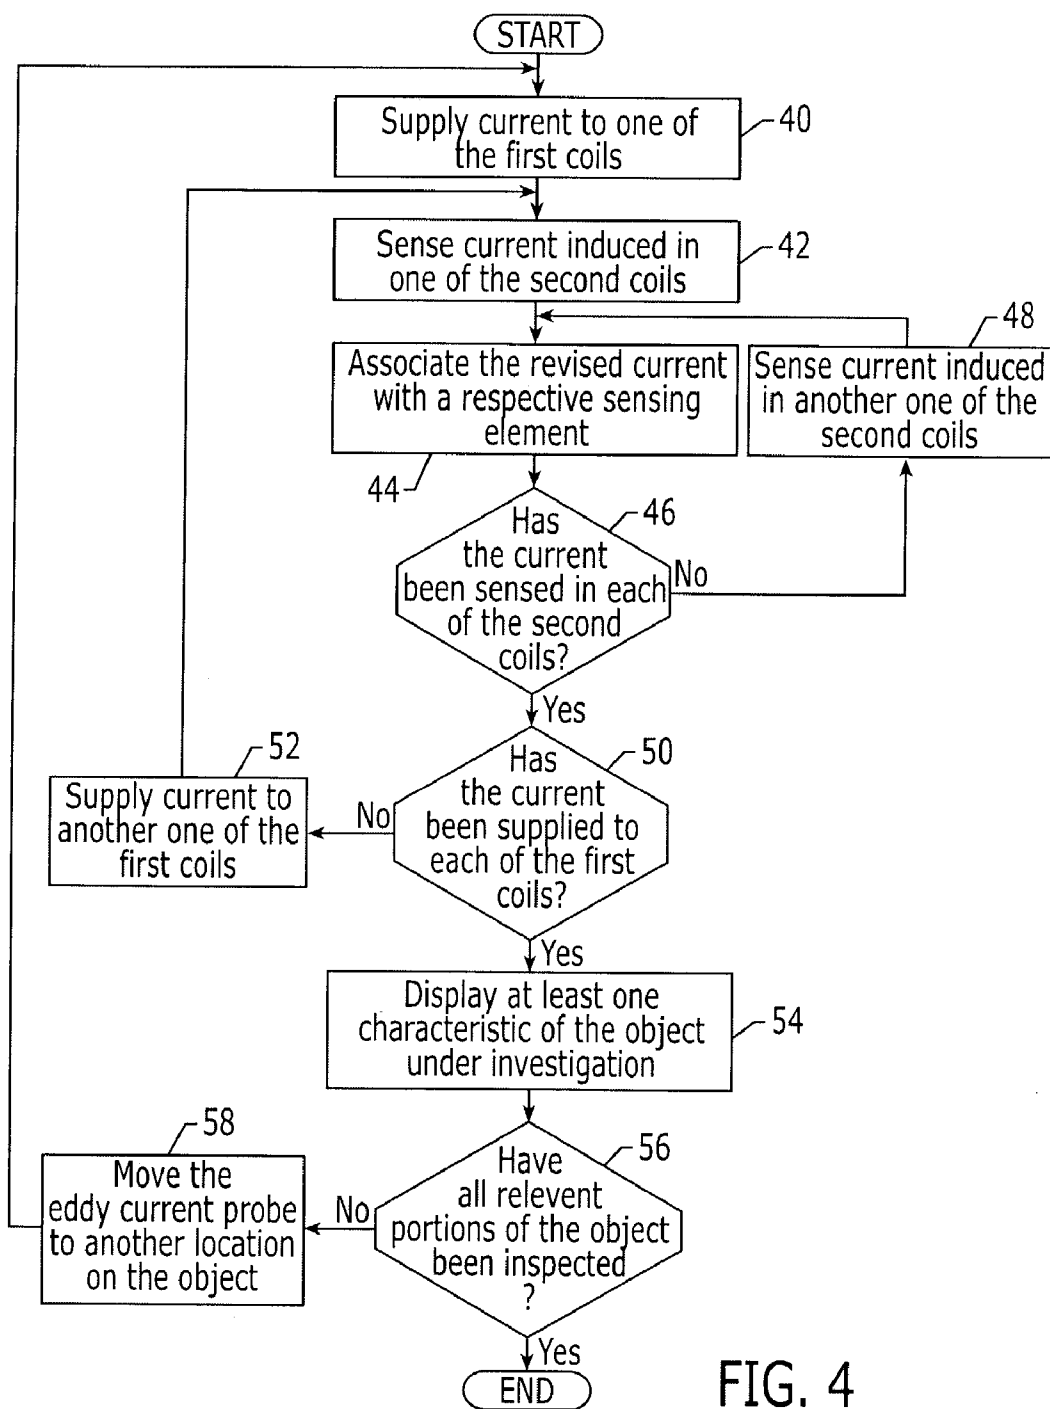 START
Supply current to one of
the first coils
40
Sense current induced in
one of the second coils
42
Associate the revised current
with a respective sensing
element
44
48
Sense current induced
in another one of the
second coils
46
Has
the current
been sensed in each
of the second
coils?
No
Yes
50
Has
the current
been supplied to
each of the first
coils?
No
52
Supply current to
another one of the
first coils
Yes
Display at least one
characteristic of the object
under investigation
54
56
Have
all relevent
portions of the object
been inspected
?
No
58
Move the
eddy current probe
to another location
on the object
Yes
END
FIG. 4